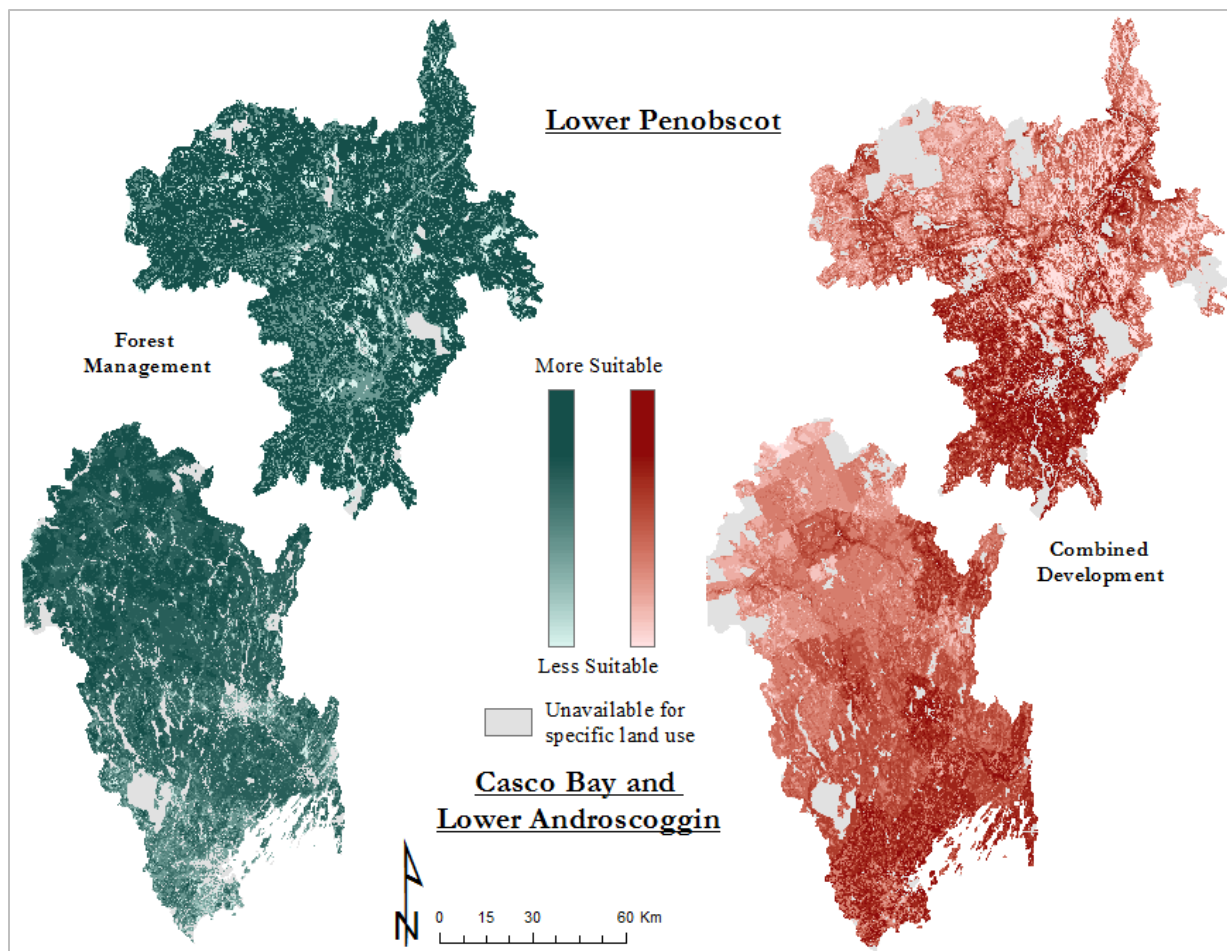 Lower Penobscot
Forest
Management
More Suitable
Less Suitable
Unavailable for
specific land use
Combined
Development
Casco Bay and
Lower Androscoggin
N
0 15 30 60 Km